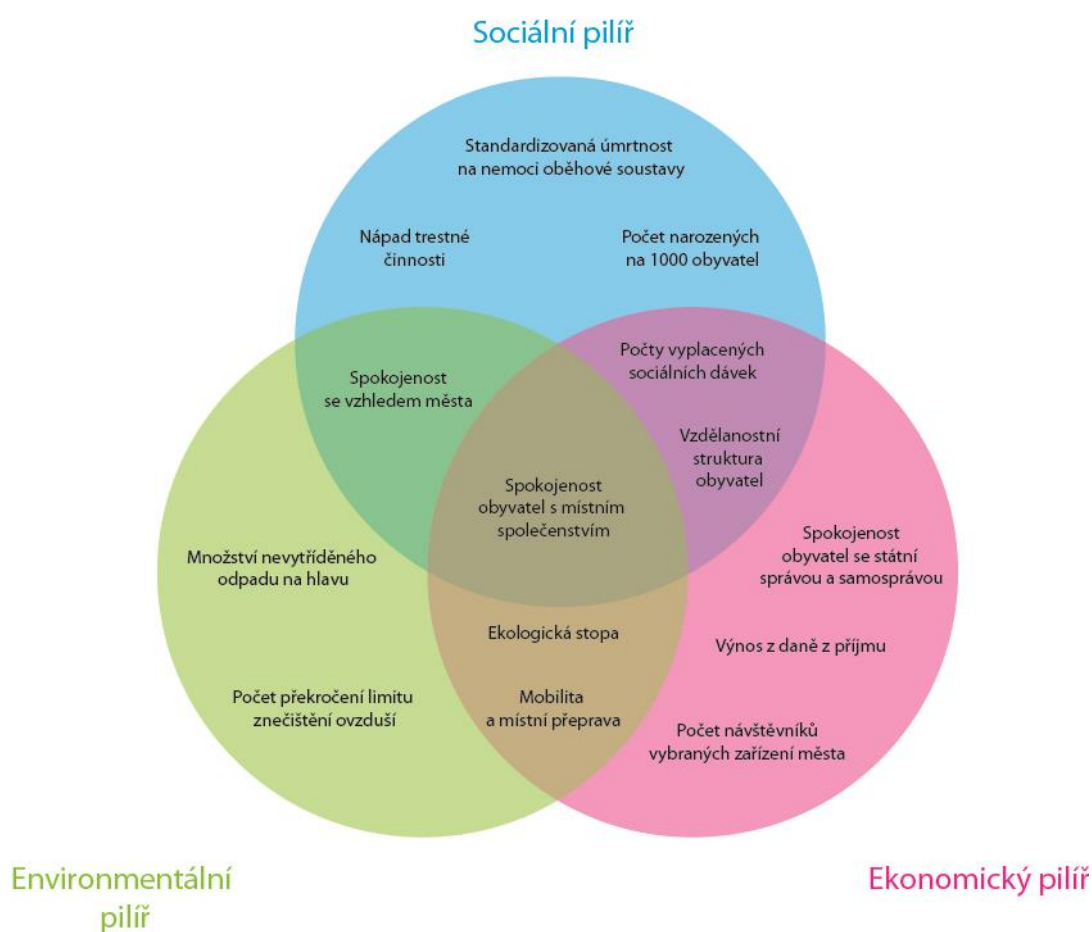 Sociální pilíř
Standardizovaná úmrtnost
na nemoci oběhové soustavy
Nápad trestné
činnosti
Počet narozených
na 1000 obyvatel
Počty vyplacených
sociálních dávek
Spokojenost
se vzhledem města
Vzdělanostní
struktura
obyvatel
Spokojenost
obyvatel s místním
společenstvím
Spokojenost
obyvatel se státní
správou a samosprávou
Množství nevytříděného
odpadu na hlavu
Ekologická stopa
Výnos z daně z příjmu
Počet překročení limitu
znečištění ovzduší
Mobilita
a místní přeprava
Počet návštěvníků
vybraných zařízení města
Environmentální
pilíř
Ekonomický pilíř